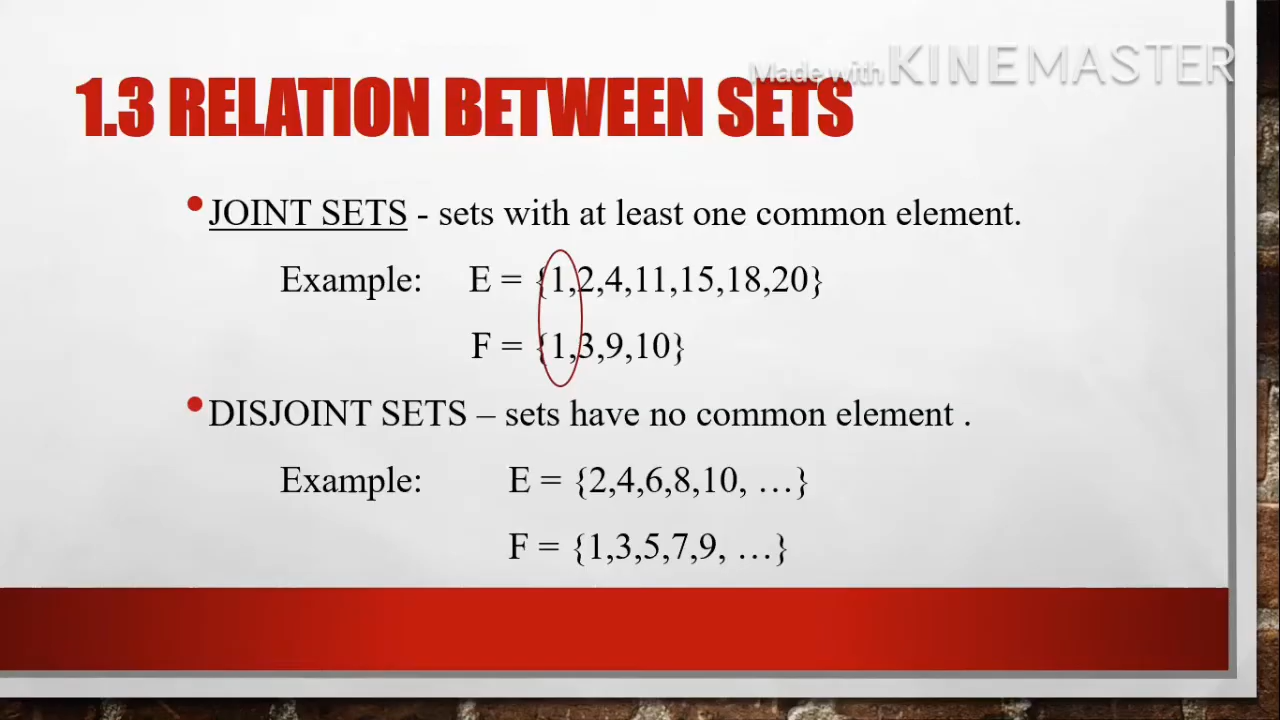 Made with KINEMASTER
1.3 RELATION BETWEEN SETS
•JOINT SETS - sets with at least one common element.
Example: E = {1,2,4,11,15,18,20}
F = {1,3,9,10}
•DISJOINT SETS – sets have no common element .
Example: E = {2,4,6,8,10, …}
F = {1,3,5,7,9, …}